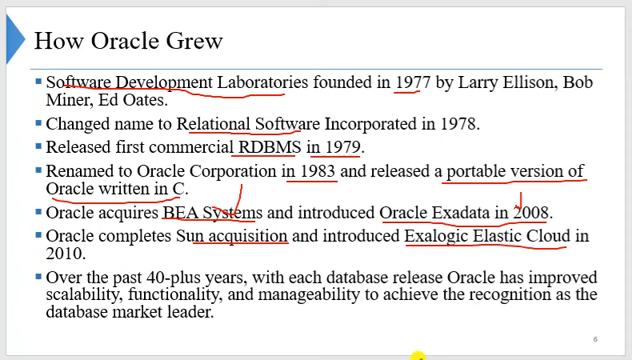 How Oracle Grew
Software Development Laboratories founded in 1977 by Larry Ellison, Bob
Miner, Ed Oates.
Changed name to Relational Software Incorporated in 1978.
Released first commercial RDBMS in 1979.
Renamed to Oracle Corporation in 1983 and released a portable version of
Oracle written in C.
Oracle acquires BEA Systems and introduced Oracle Exadata in 2008.
Oracle completes Sun acquisition and introduced Exalogic Elastic Cloud in
2010.
Over the past 40-plus years, with each database release Oracle has improved
scalability, functionality, and manageability to achieve the recognition as the
database market leader.
6